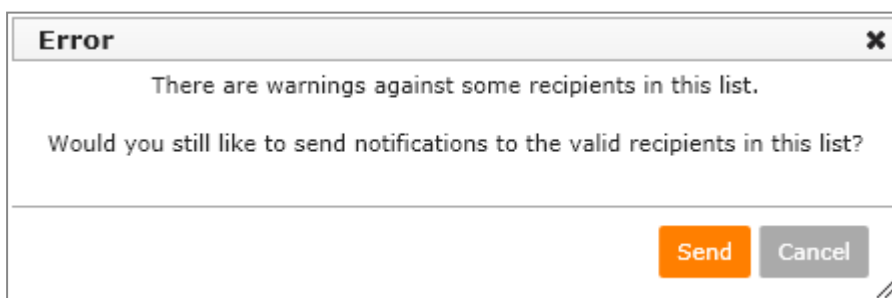 Error
There are warnings against some recipients in this list.
Would you still like to send notifications to the valid recipients in this list?
Send
Cancel